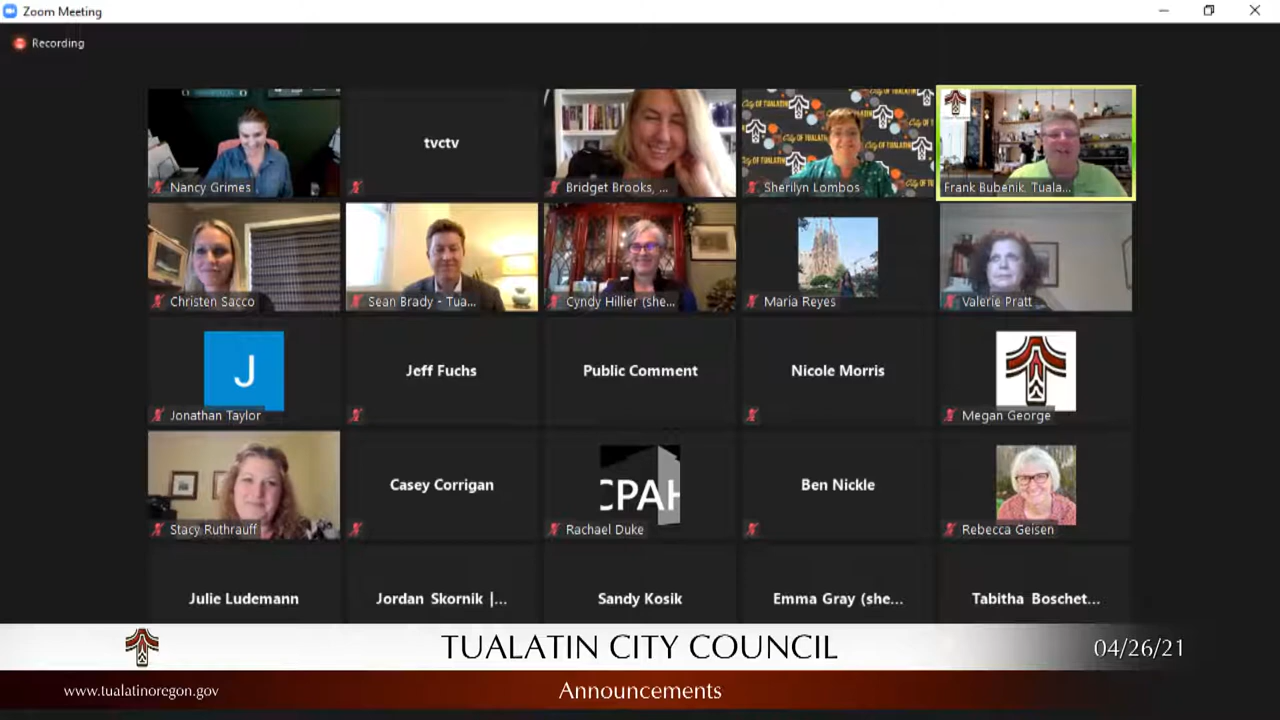 Zoom Meeting
Recording
Nancy Grimes
tvctv
Bridget Brooks, ...
Sherilyn Lombos
Frank Bubenik. Tuala...
Christen Sacco
Sean Brady - Tua...
Cyndy Hillier (she...
Maria Reyes
Valerie Pratt
J
Jonathan Taylor
Jeff Fuchs
Public Comment
Nicole Morris
Megan George
Stacy Ruthrauff
Casey Corrigan
CPAH
Rachael Duke
Ben Nickle
Rebecca Geisen
Julie Ludemann
Jordan Skornik |...
Sandy Kosik
Emma Gray (she...
Tabitha Boschet...
TUALATIN CITY COUNCIL
04/26/21
www.tualatinoregon.gov
Announcements